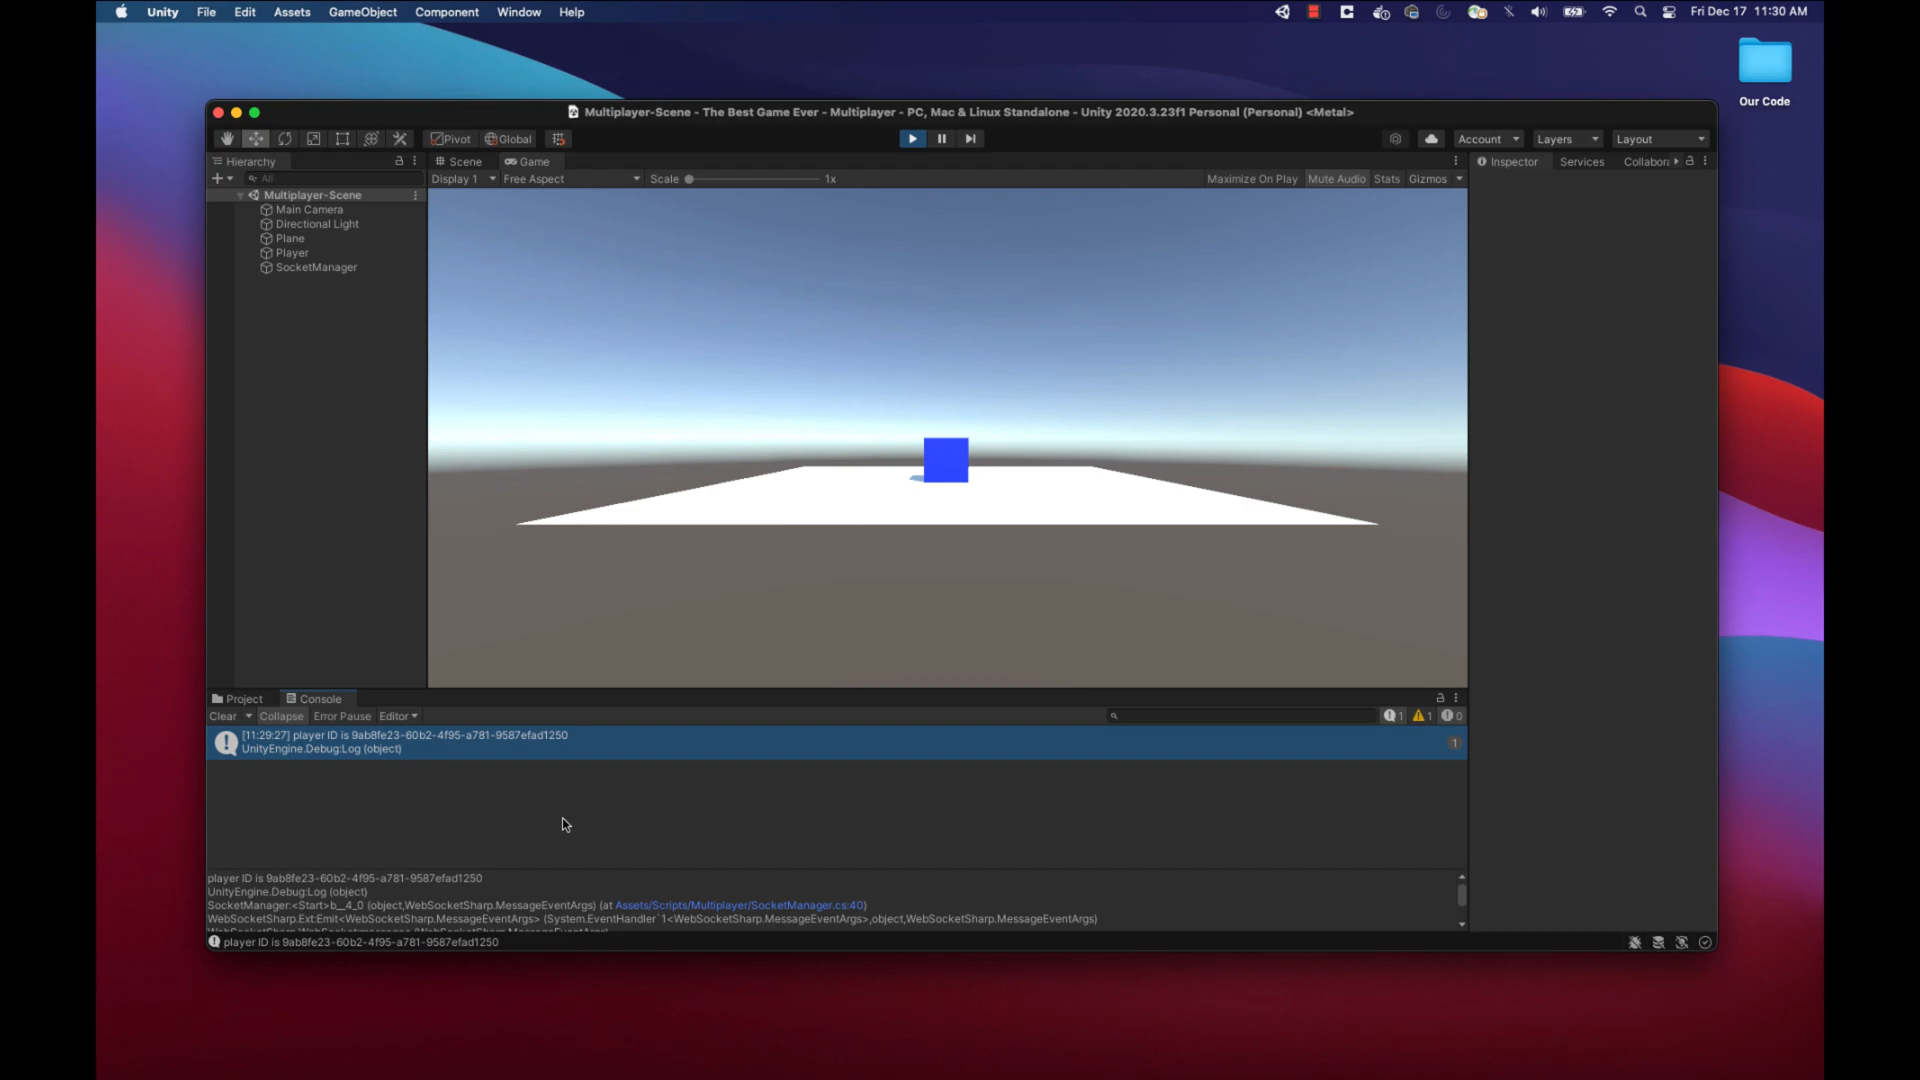 Unity File Edit Assets GameObject Component Window Help
Fri Dec 17 11:30 AM
Our Code
Multiplayer-Scene - The Best Game Ever - Multiplayer - PC, Mac & Linux Standalone - Unity 2020.3.23f1 Personal (Personal) <Metal>
Pivot Global
Account Layers Layout
Hierarchy
Scene Game
Inspector Services Collabor
All
Display 1 Free Aspect Scale 1x
Maximize On Play Mute Audio Stats Gizmos
Multiplayer-Scene
Main Camera
Directional Light
Plane
Player
SocketManager
Project Console
Clear Collapse Error Pause Editor
1 1 0
[11:29:27] player ID is 9ab8fe23-60b2-4f95-a781-9587efad1250
UnityEngine.Debug:Log (object)
1
player ID is 9ab8fe23-60b2-4f95-a781-9587efad1250
UnityEngine.Debug:Log (object)
SocketManager:<Start>b__4_0 (object,WebSocketSharp.MessageEventArgs) (at Assets/Scripts/Multiplayer/SocketManager.cs:40)
WebSocketSharp.Ext:Emit<WebSocketSharp.MessageEventArgs> (System.EventHandler`1<WebSocketSharp.MessageEventArgs>,object,WebSocketSharp.MessageEventArgs)
player ID is 9ab8fe23-60b2-4f95-a781-9587efad1250